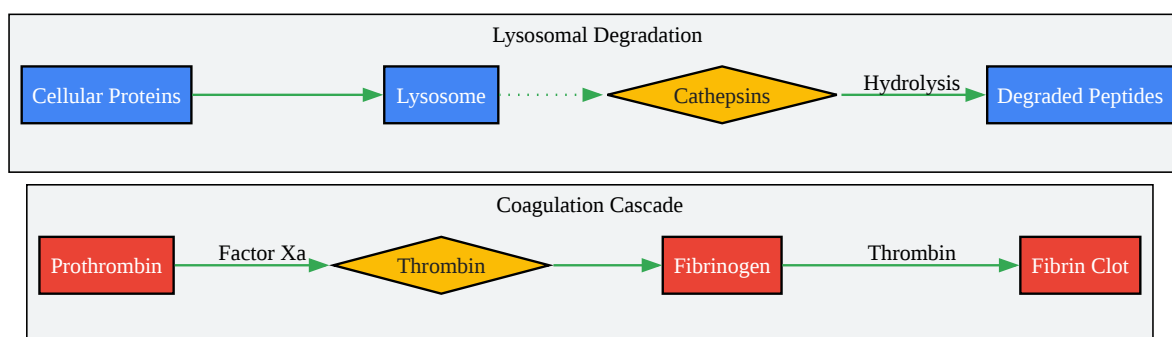 Lysosomal Degradation
Cellular Proteins
Lysosome
Cathepsins
Hydrolysis
Degraded Peptides
Coagulation Cascade
Prothrombin
Factor Xa
Thrombin
Fibrinogen
Thrombin
Fibrin Clot